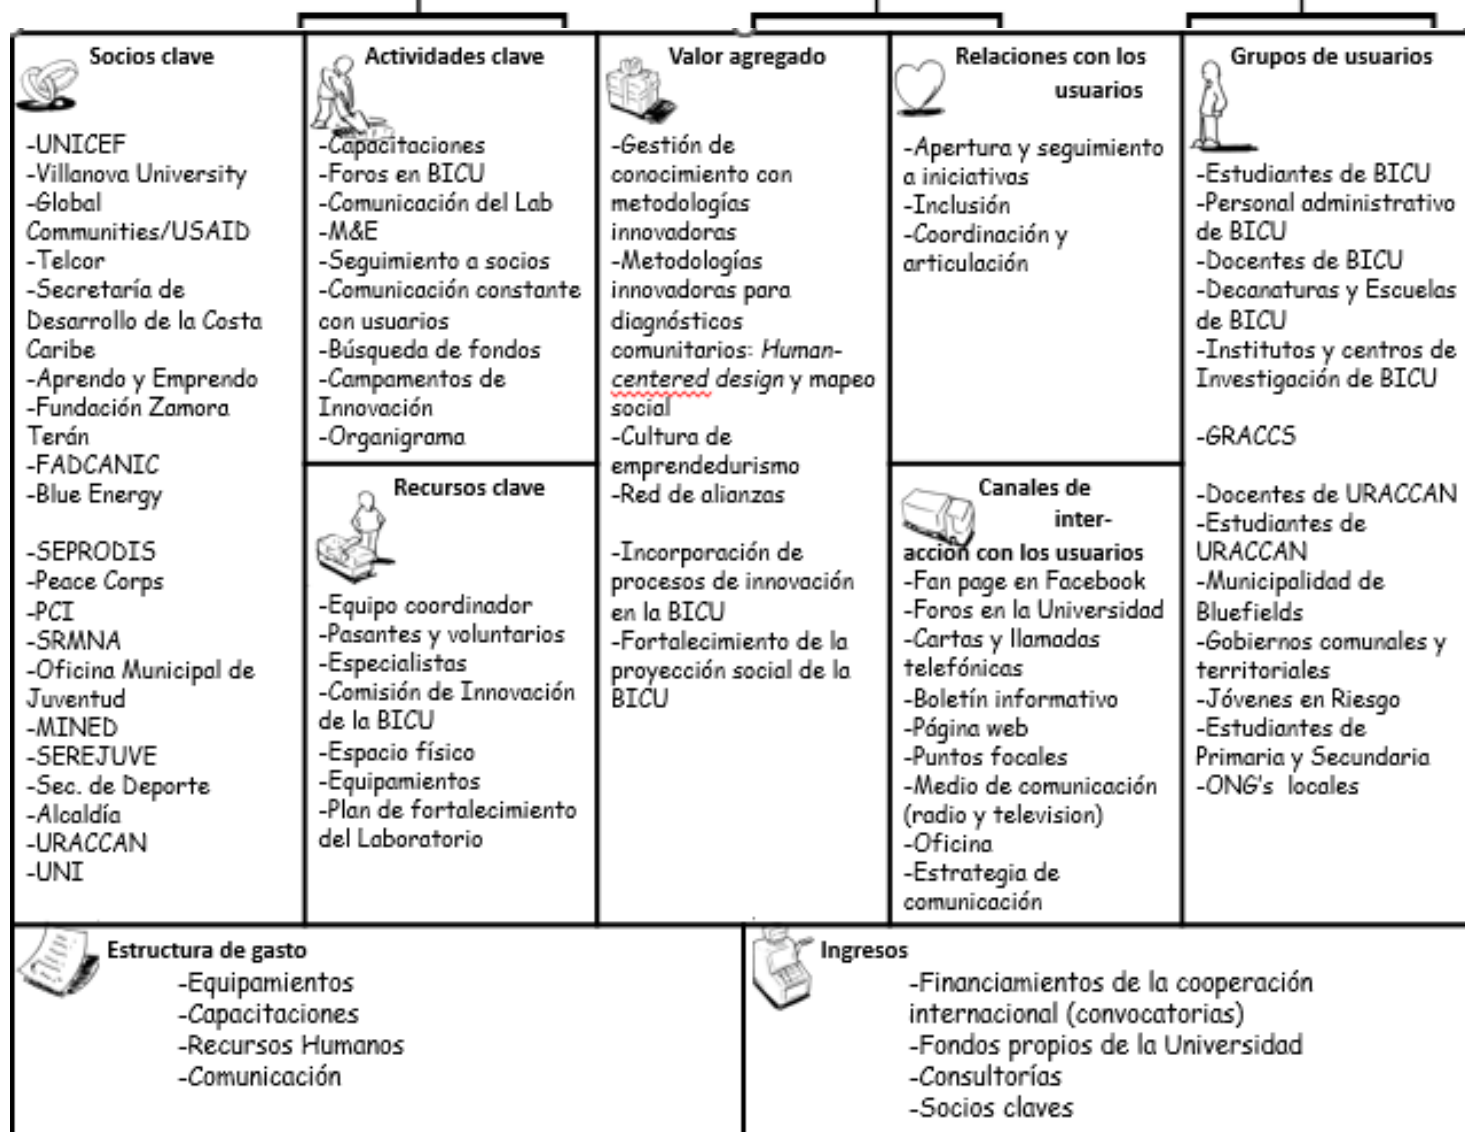 Socios clave
-UNICEF
-Villanova University
-Global
Communities/USAID
-Telcor
-Secretaría de
Desarrollo de la Costa
Caribe
-Aprendo y Emprendo
-Fundación Zamora
Terán
-FADCANIC
-Blue Energy
-SEPRODIS
-Peace Corps
-PCI
-SRMNA
-Oficina Municipal de
Juventud
-MINED
-SEREJUVE
-Sec. de Deporte
-Alcaldía
-URACCAN
-UNI
Actividades clave
-Capacitaciones
-Foros en BICU
-Comunicación del Lab
-M&E
-Seguimiento a socios
-Comunicación constante
con usuarios
-Búsqueda de fondos
-Campamentos de
Innovación
-Organigrama
Recursos clave
-Equipo coordinador
-Pasantes y voluntarios
-Especialistas
-Comisión de Innovación
de la BICU
-Espacio físico
-Equipamientos
-Plan de fortalecimiento
del Laboratorio
Valor agregado
-Gestión de
conocimiento con
metodologías
innovadoras
-Metodologías
innovadoras para
diagnósticos
comunitarios: Human-
centered design y mapeo
social
-Cultura de
emprendedurismo
-Red de alianzas
-Incorporación de
procesos de innovación
en la BICU
-Fortalecimiento de la
proyección social de la
BICU
Relaciones con los
usuarios
-Apertura y seguimiento
a iniciativas
-Inclusión
-Coordinación y
articulación
Canales de
inter-
acción con los usuarios
-Fan page en Facebook
-Foros en la Universidad
-Cartas y llamadas
telefónicas
-Boletín informativo
-Página web
-Puntos focales
-Medio de comunicación
(radio y television)
-Oficina
-Estrategia de
comunicación
Grupos de usuarios
-Estudiantes de BICU
-Personal administrativo
de BICU
-Docentes de BICU
-Decanaturas y Escuelas
de BICU
-Institutos y centros de
Investigación de BICU
-GRACCS
-Docentes de URACCAN
-Estudiantes de
URACCAN
-Municipalidad de
Bluefields
-Gobiernos comunales y
territoriales
-Jóvenes en Riesgo
-Estudiantes de
Primaria y Secundaria
-ONG's locales
Estructura de gasto
-Equipamientos
-Capacitaciones
-Recursos Humanos
-Comunicación
Ingresos
-Financiamientos de la cooperación
internacional (convocatorias)
-Fondos propios de la Universidad
-Consultorías
-Socios claves